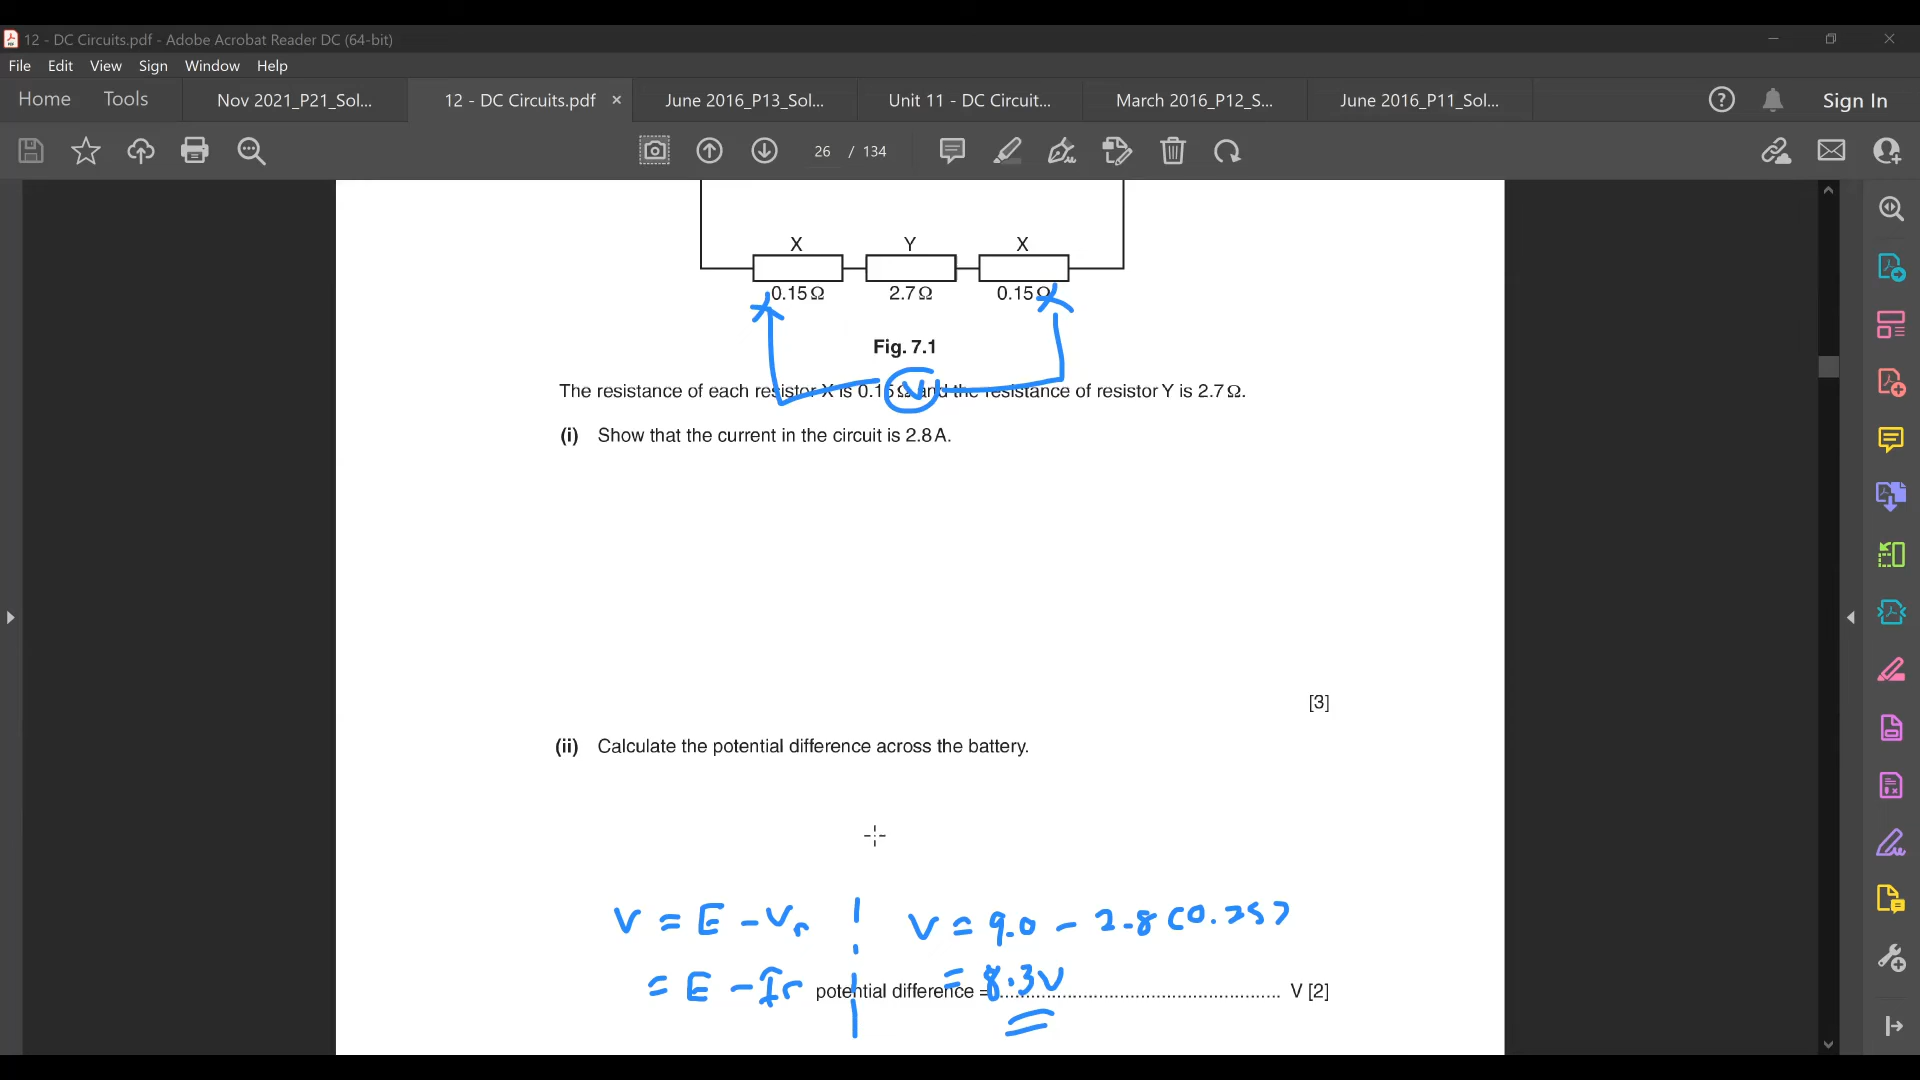 12 - DC Circuits.pdf - Adobe Acrobat Reader DC (64-bit)
File Edit View Sign Window Help
Home Tools Nov 2021_P21_Sol... 12 - DC Circuits.pdf × June 2016_P13_Sol... Unit 11 - DC Circuit... March 2016_P12_S... June 2016_P11_Sol... Sign In
26 / 134
X Y X
0.15 Ω 2.7 Ω 0.15 Ω
V
Fig. 7.1
The resistance of each resistor X is 0.15 Ω and the resistance of resistor Y is 2.7 Ω.
(i) Show that the current in the circuit is 2.8 A.
[3]
(ii) Calculate the potential difference across the battery.
V = E - Vr V = 9.0 - 2.8 (0.25)
= E - Ir = 8.3V
potential difference = ................................................ V [2]